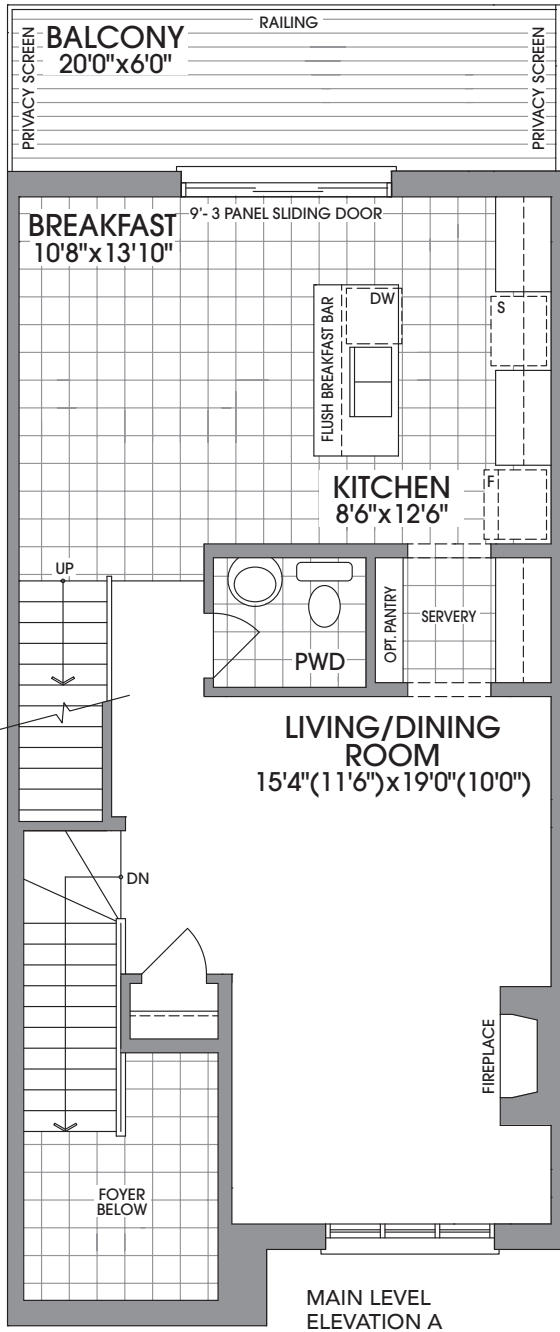 RAILING
BALCONY
20'0"x6'0"
PRIVACY SCREEN
PRIVACY SCREEN
BREAKFAST
10'8"x13'10"
9'- 3 PANEL SLIDING DOOR
DW
S
FLUSH BREAKFAST BAR
KITCHEN
8'6"x12'6"
F
UP
OPT. PANTRY
SERVERY
PWD
LIVING/DINING
ROOM
15'4"(11'6")x19'0"(10'0")
DN
FIREPLACE
FOYER
BELOW
MAIN LEVEL
ELEVATION A